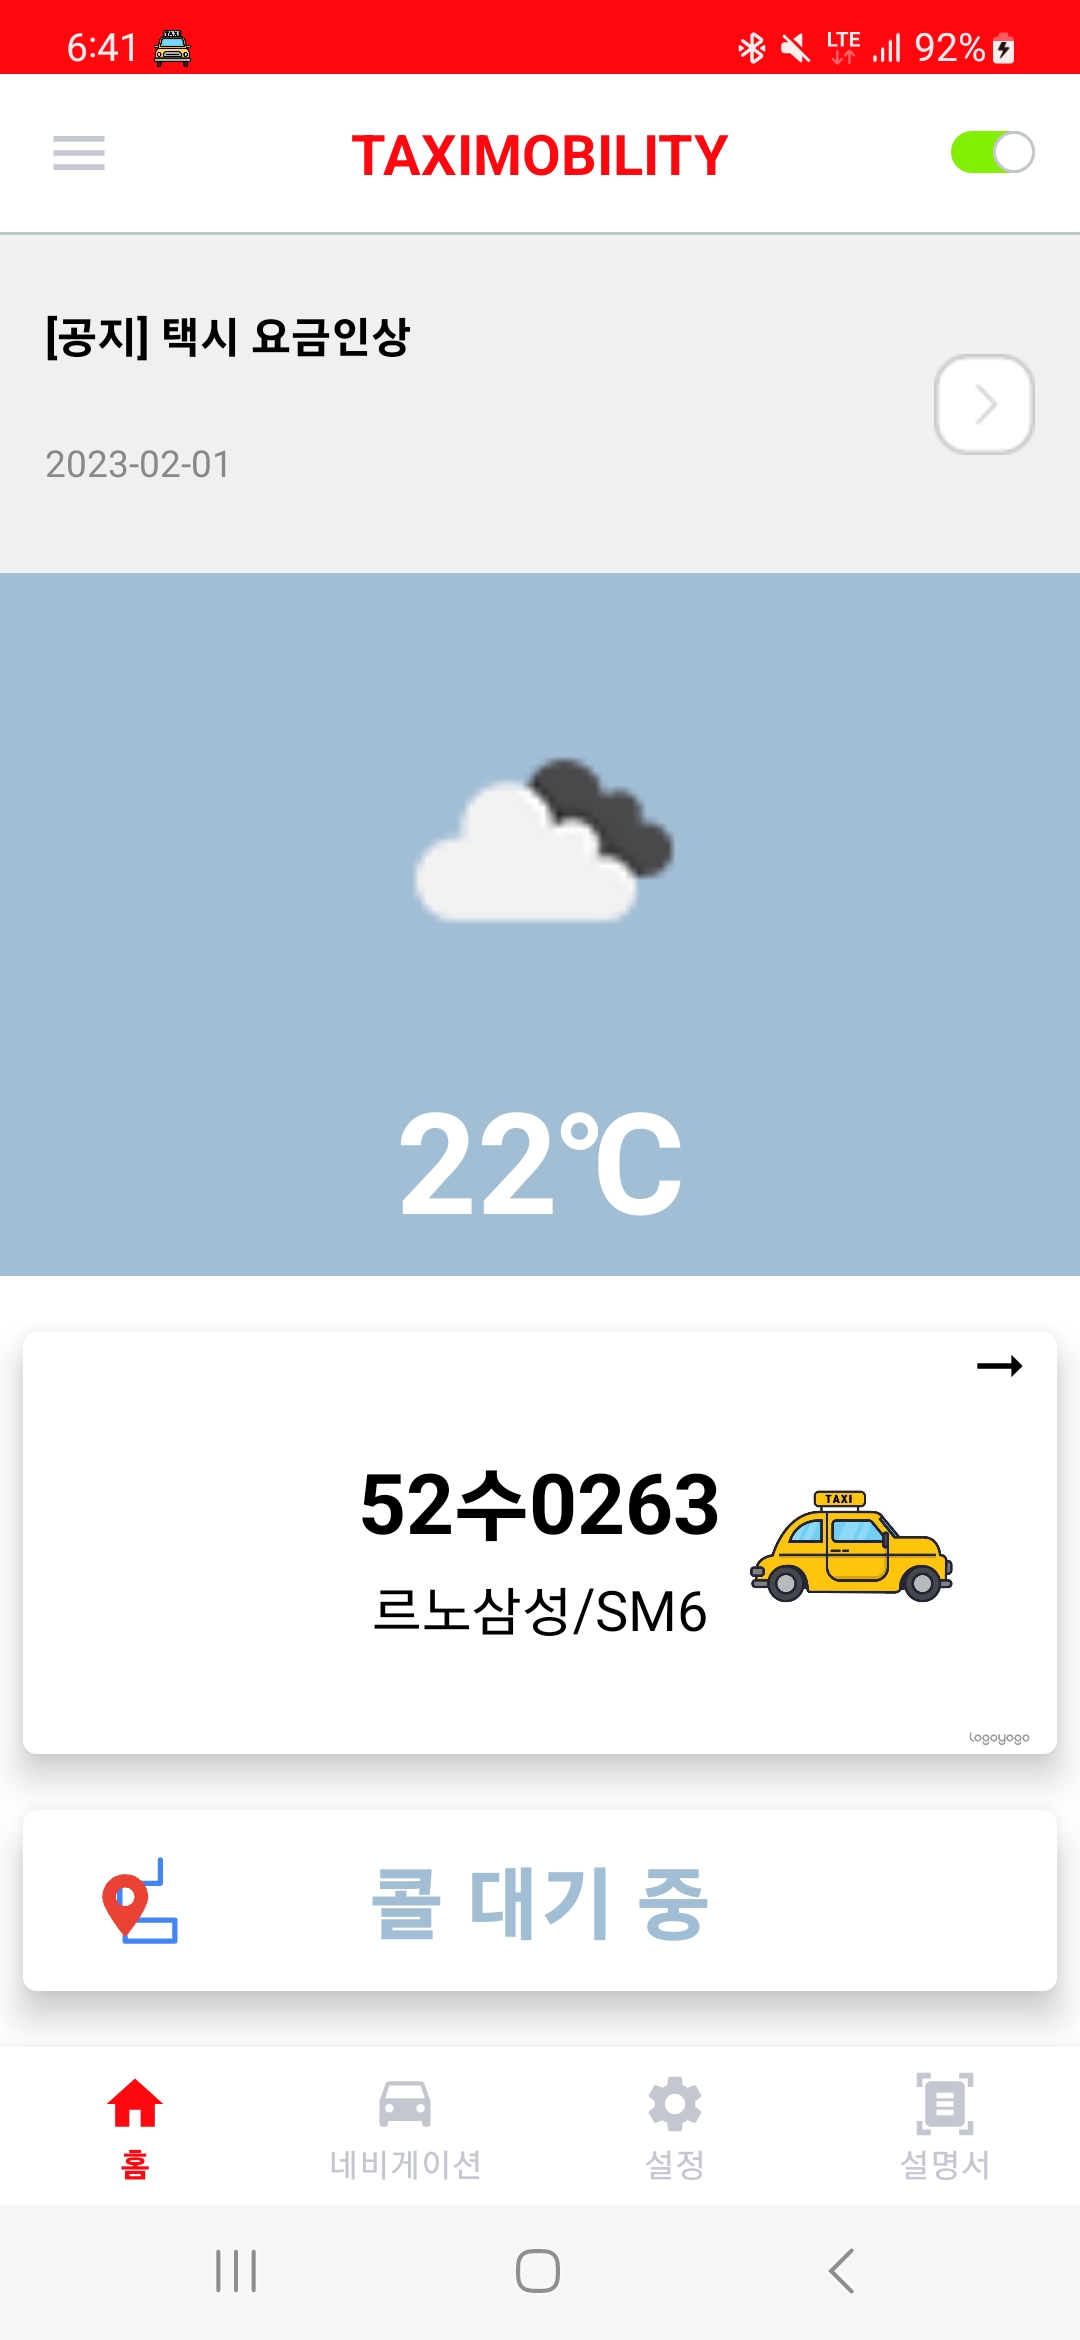 6:41
LTE
92%
TAXIMOBILITY
[공지] 택시 요금인상
2023-02-01
22°C
52수0263
TAXI
르노삼성/SM6
logoyogo
콜 대기 중
홈
네비게이션
설정
설명서